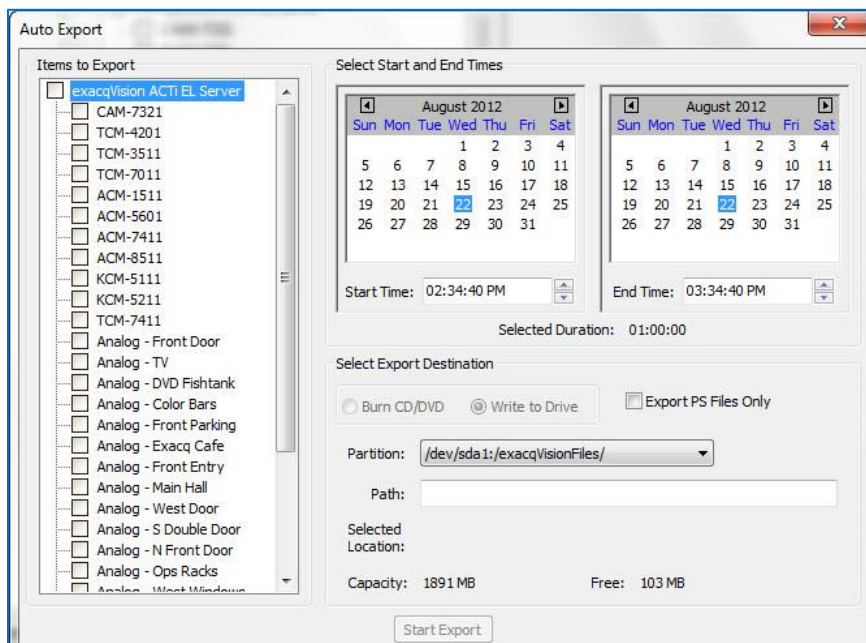 Auto Export
Items to Export
exacqVision ACTi EL Server
CAM-7321
TCM-4201
TCM-3511
TCM-7011
ACM-1511
ACM-5601
ACM-7411
ACM-8511
KCM-5111
KCM-5211
TCM-7411
Analog - Front Door
Analog - TV
Analog - DVD Fishtank
Analog - Color Bars
Analog - Front Parking
Analog - Exacq Cafe
Analog - Front Entry
Analog - Main Hall
Analog - West Door
Analog - S Double Door
Analog - N Front Door
Analog - Ops Racks
Analog - West Windows
Select Start and End Times
August 2012
Sun Mon Tue Wed Thu Fri Sat
1 2 3 4
5 6 7 8 9 10 11
12 13 14 15 16 17 18
19 20 21 22 23 24 25
26 27 28 29 30 31
Start Time: 02:34:40 PM
August 2012
Sun Mon Tue Wed Thu Fri Sat
1 2 3 4
5 6 7 8 9 10 11
12 13 14 15 16 17 18
19 20 21 22 23 24 25
26 27 28 29 30 31
End Time: 03:34:40 PM
Selected Duration: 01:00:00
Select Export Destination
Burn CD/DVD Write to Drive Export PS Files Only
Partition: /dev/sda1:/exacqVisionFiles/
Path:
Selected
Location:
Capacity: 1891 MB Free: 103 MB
Start Export